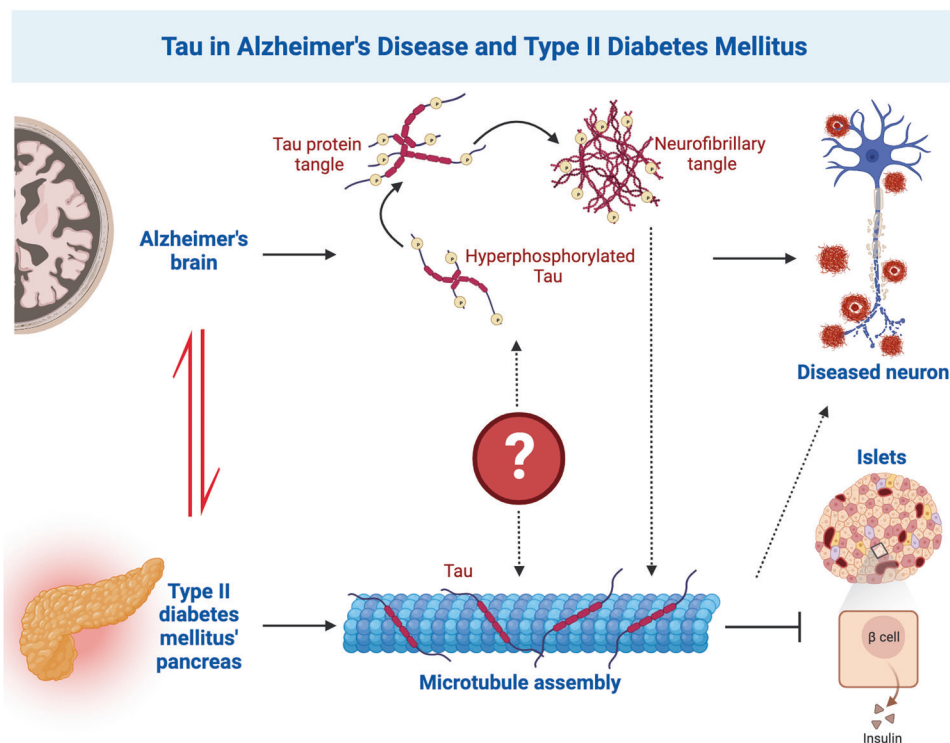 Tau in Alzheimer's Disease and Type II Diabetes Mellitus
Tau protein
tangle
Neurofibrillary
tangle
Alzheimer's
brain
Hyperphosphorylated
Tau
Diseased neuron
?
Islets
Tau
Type II
diabetes
mellitus'
pancreas
β cell
Microtubule assembly
Insulin